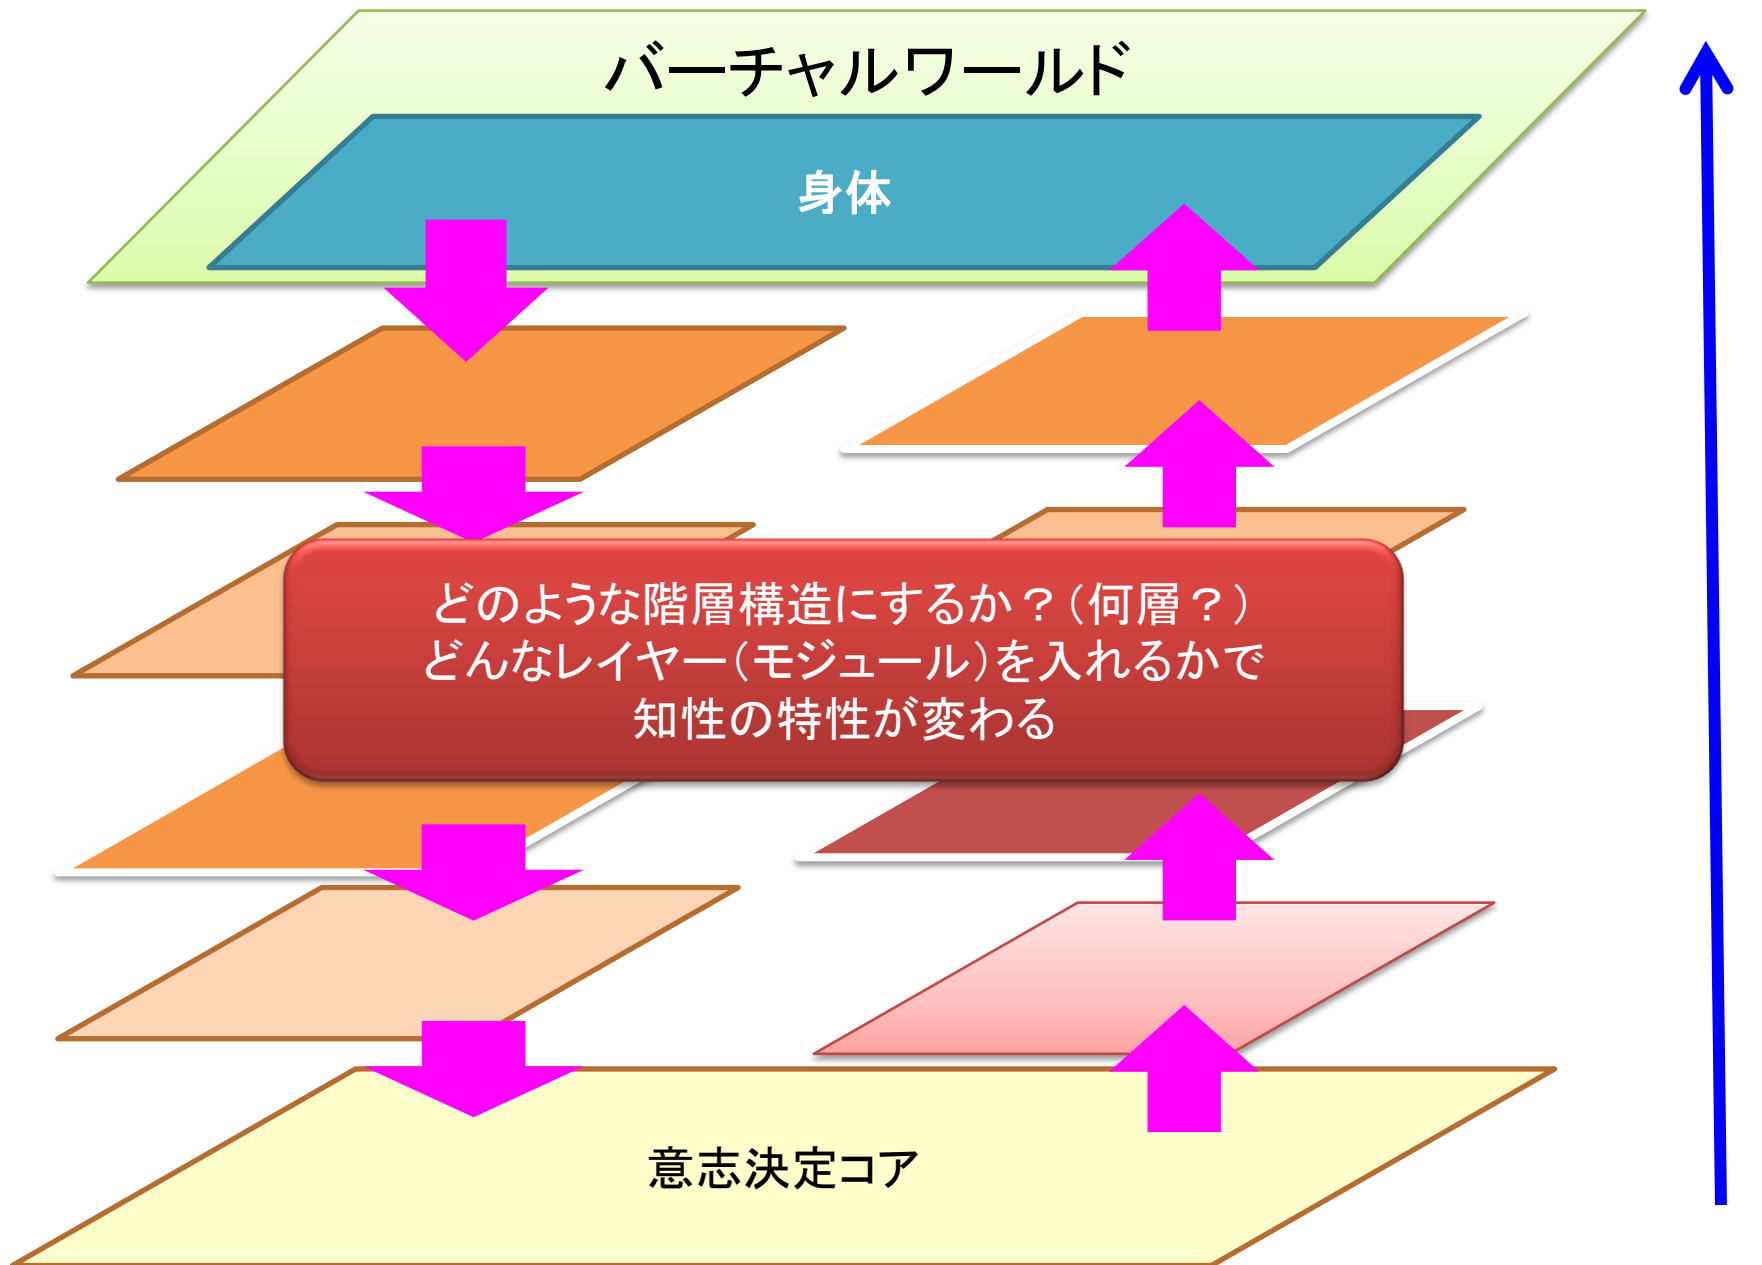 バーチャルワールド
身体
どのような階層構造にするか？（何層？）
どんなレイヤー（モジュール）を入れるかで
知性の特性が変わる
意志決定コア